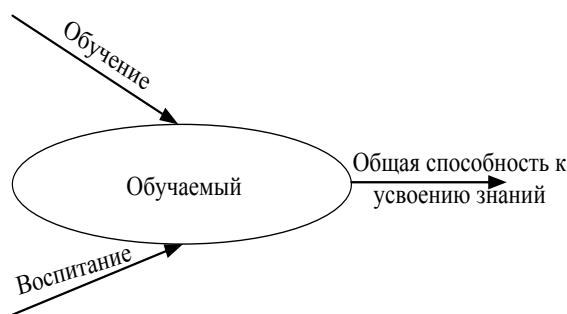 Обучение
Общая способность к
усвоению знаний
Обучаемый
Воспитание